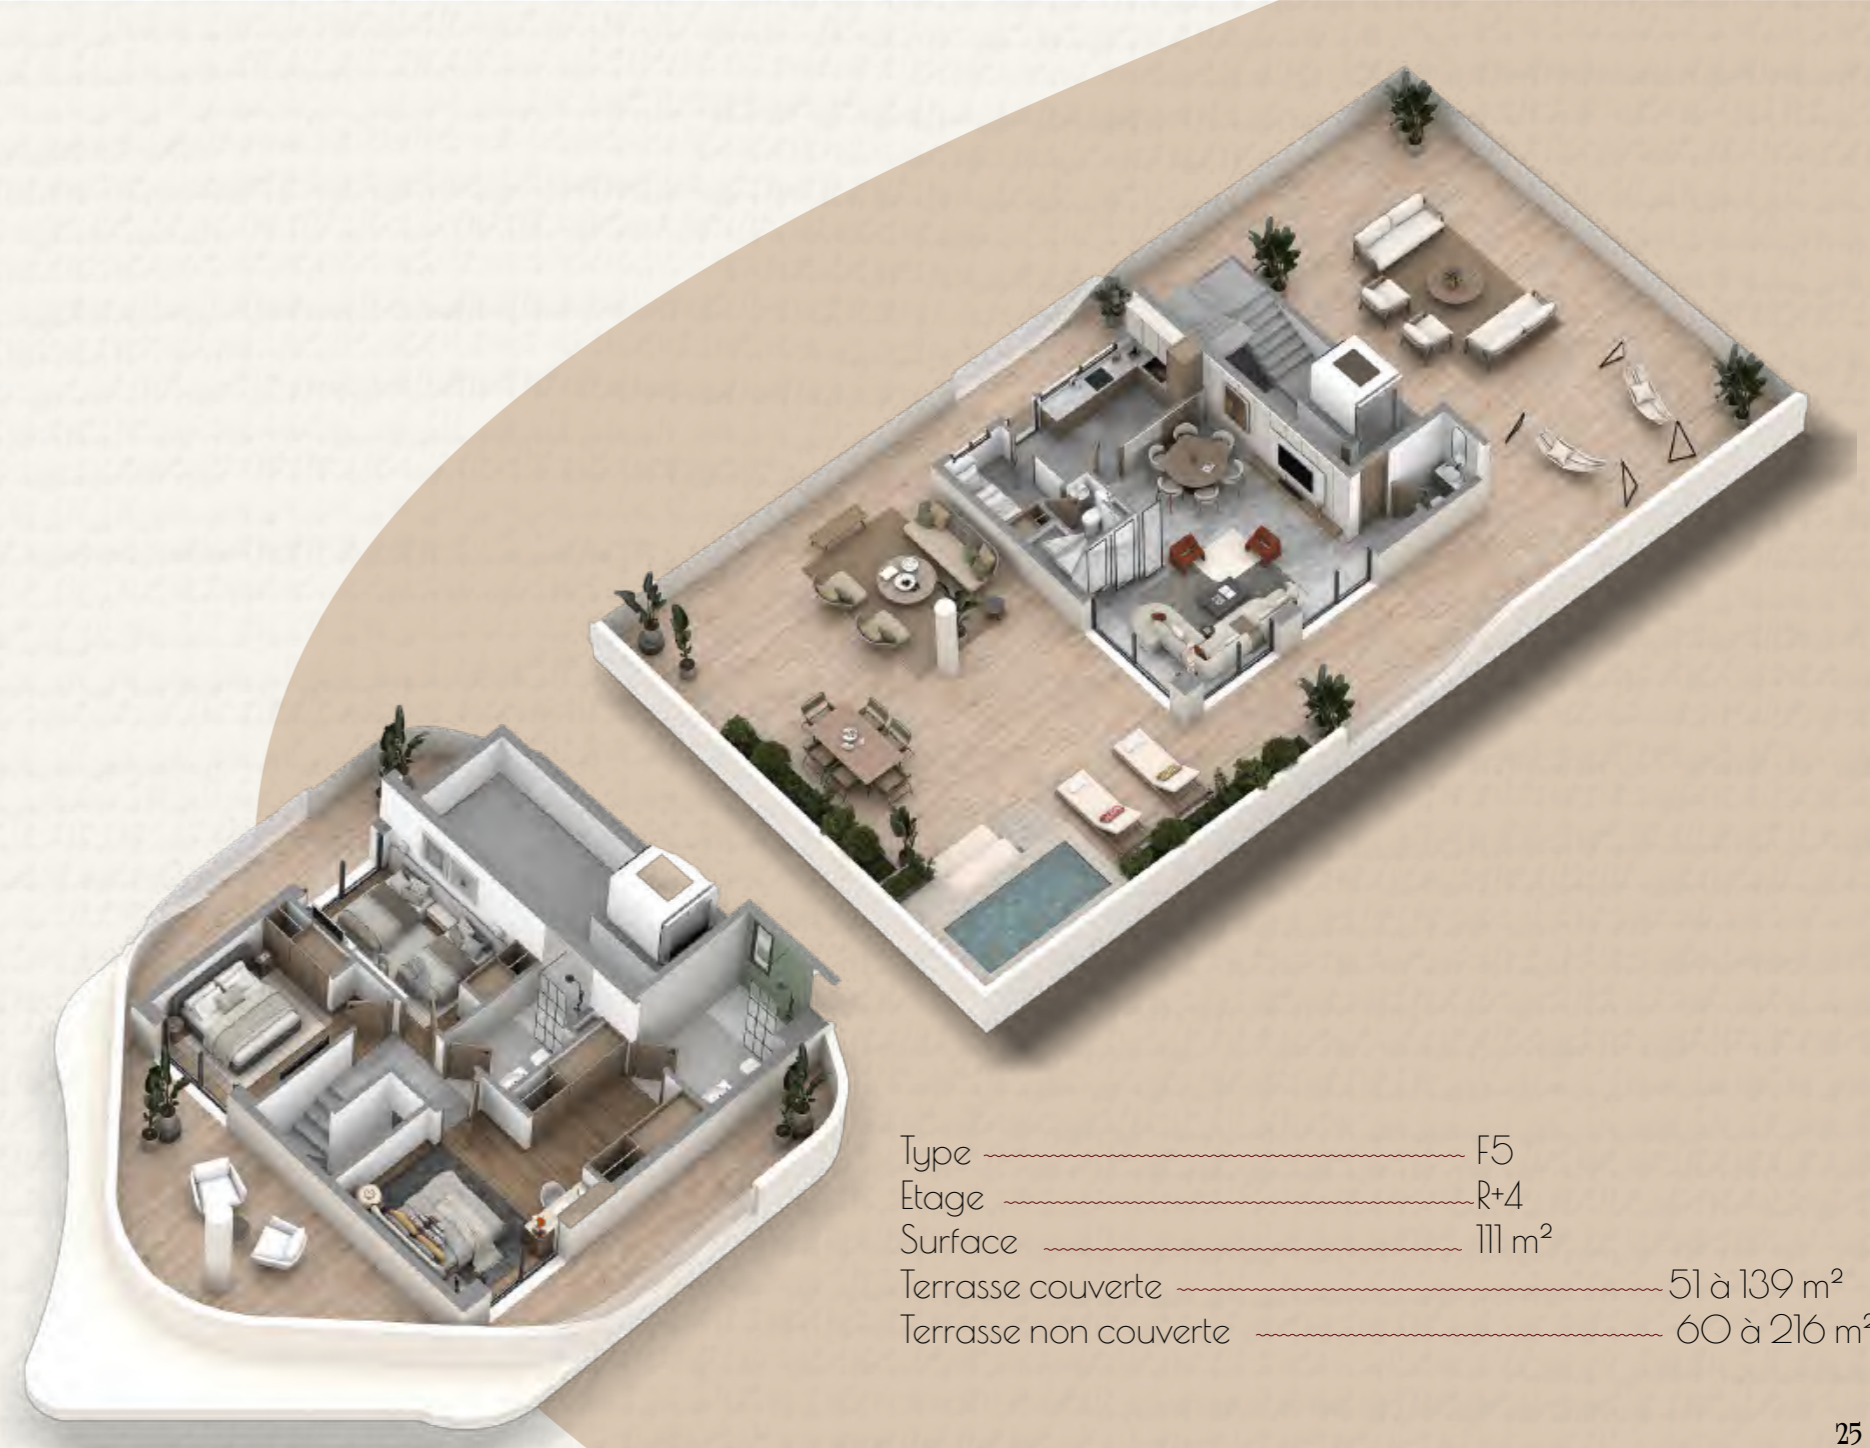 Type F5
Etage R+4
Surface 111 m²
Terrasse couverte 51 à 139 m²
Terrasse non couverte 60 à 216 m²
25